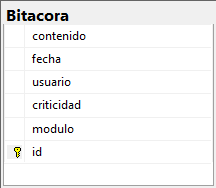 Bitacora
contenido
fecha
usuario
criticidad
modulo
id